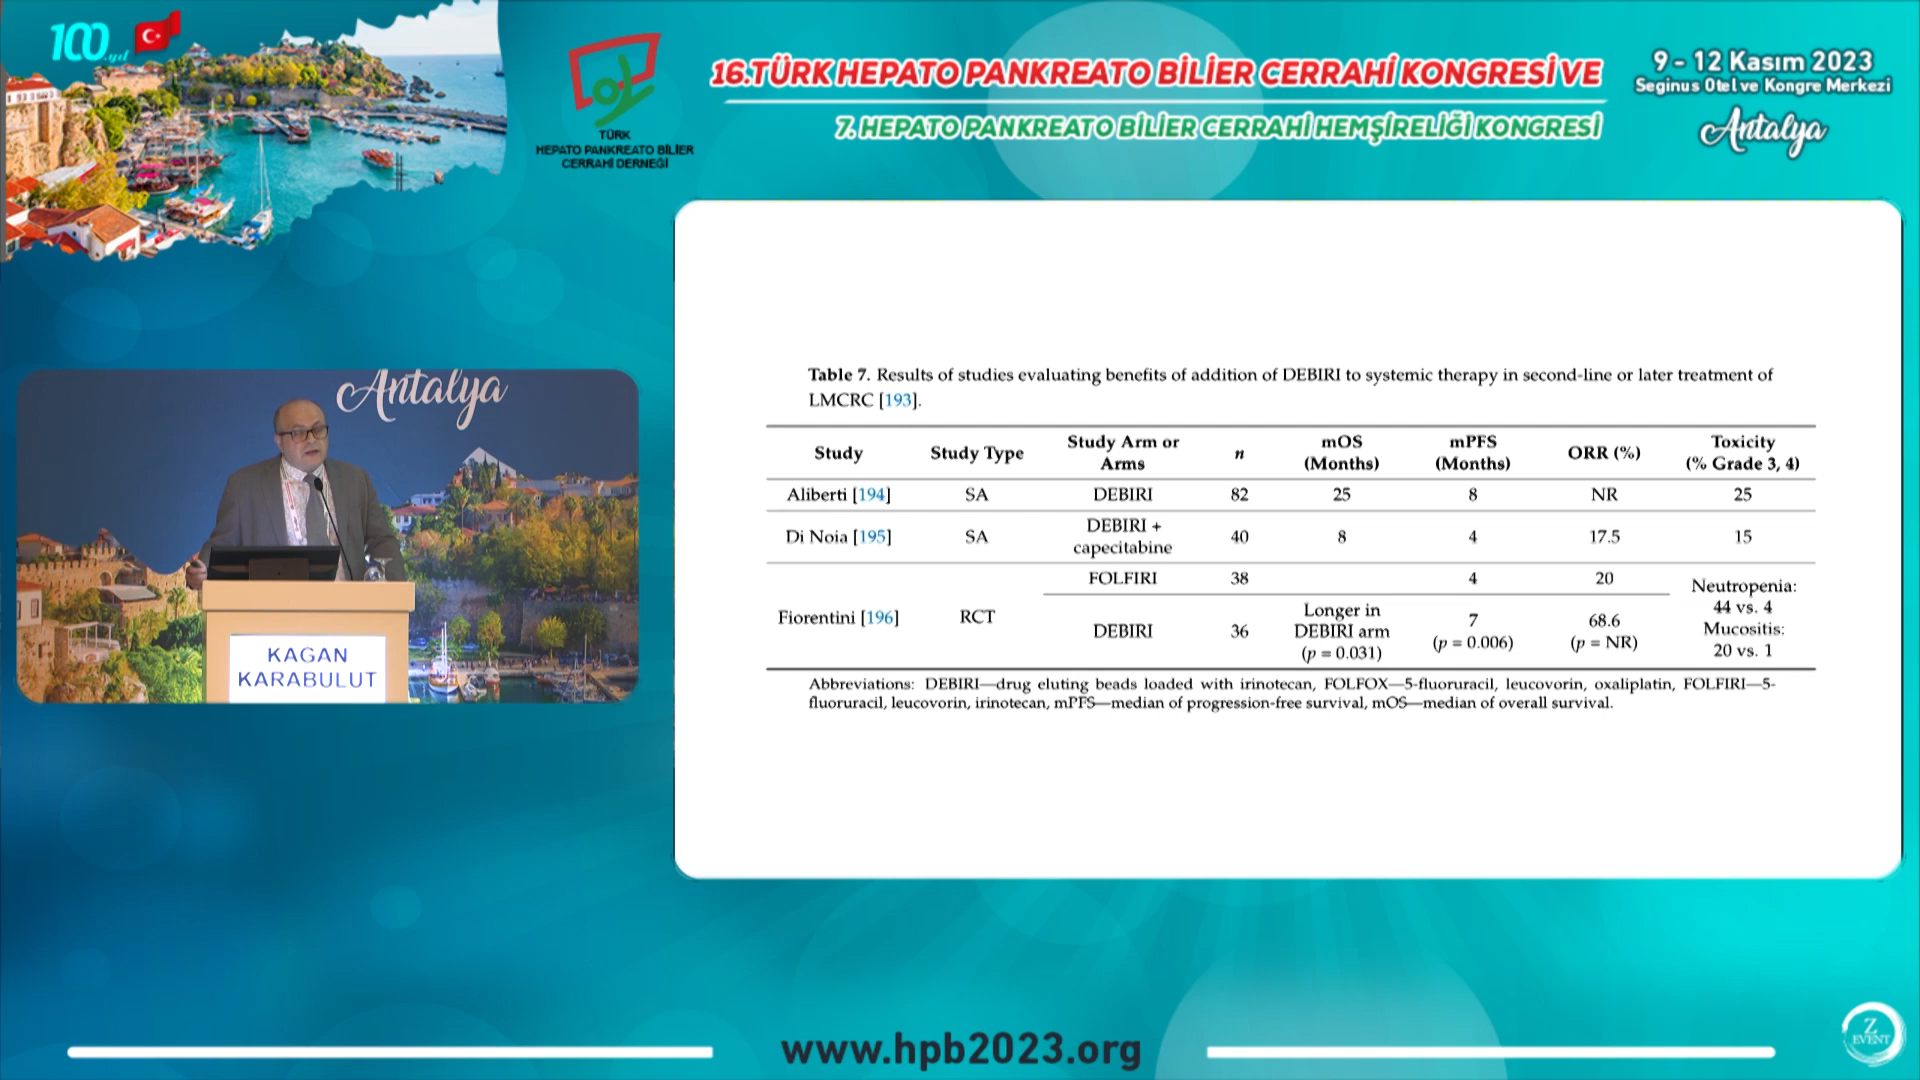 100.yıl
TÜRK
HEPATO PANKREATO BİLİER
CERRAHİ DERNEĞİ
16.TÜRK HEPATO PANKREATO BİLİER CERRAHİ KONGRESİ VE
7. HEPATO PANKREATO BİLİER CERRAHİ HEMŞİRELİĞİ KONGRESİ
9 - 12 Kasım 2023
Seginus Otel ve Kongre Merkezi
Antalya
Antalya
KAGAN
KARABULUT
Table 7. Results of studies evaluating benefits of addition of DEBIRI to systemic therapy in second-line or later treatment of
LMCRC [193].
Study Study Type Study Arm or Arms n mOS (Months) mPFS (Months) ORR (%) Toxicity (% Grade 3, 4)
Aliberti [194] SA DEBIRI 82 25 8 NR 25
Di Noia [195] SA DEBIRI + capecitabine 40 8 4 17.5 15
Fiorentini [196] RCT FOLFIRI 38 4 20 Neutropenia: 44 vs. 4 Mucositis: 20 vs. 1
DEBIRI 36 Longer in DEBIRI arm (p = 0.031) 7 (p = 0.006) 68.6 (p = NR)
Abbreviations: DEBIRI—drug eluting beads loaded with irinotecan, FOLFOX—5-fluoruracil, leucovorin, oxaliplatin, FOLFIRI—5-
fluoruracil, leucovorin, irinotecan, mPFS—median of progression-free survival, mOS—median of overall survival.
www.hpb2023.org
Z
EVENT